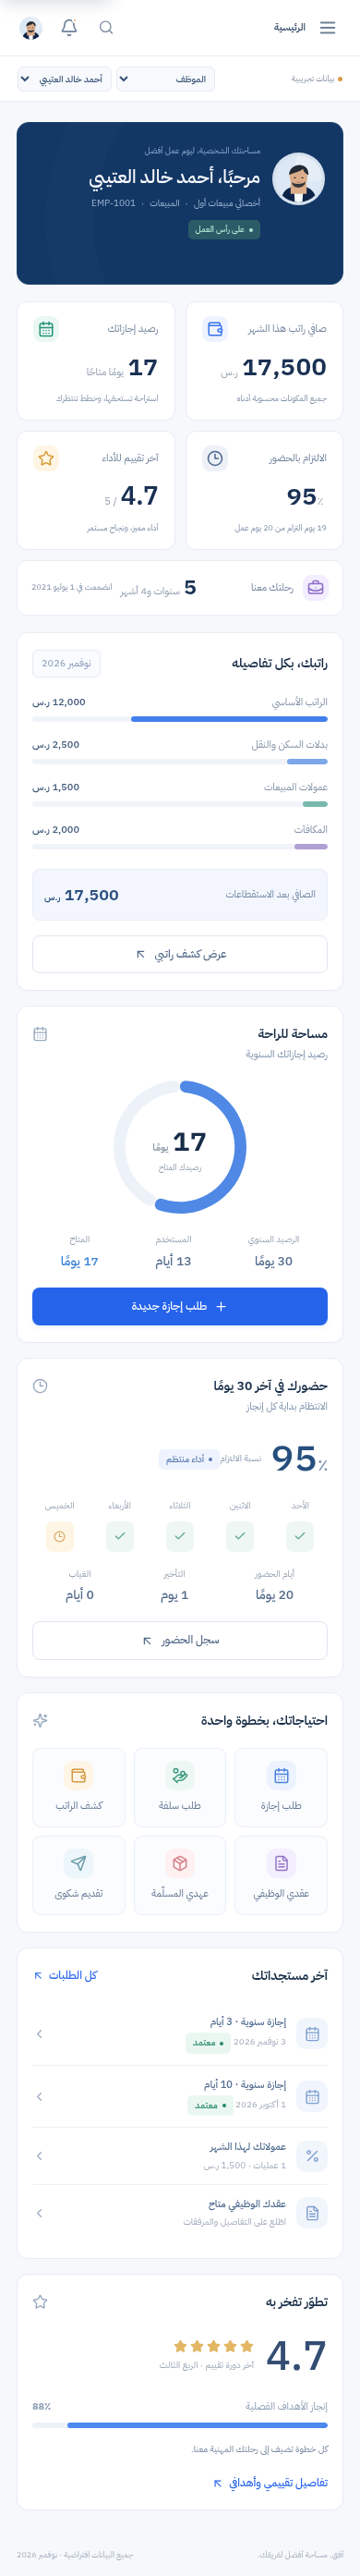 الرئيسية
بيانات تجريبية
الموظف
أحمد خالد العتيبي
مساحتك الشخصية، ليوم عمل أفضل
مرحبًا، أحمد خالد العتيبي
أخصائي مبيعات أول · المبيعات · EMP-1001
على رأس العمل
صافي راتب هذا الشهر
17,500 ر.س
جميع المكونات محسوبة أدناه
رصيد إجازاتك
17 يومًا متاحًا
استراحة تستحقها، وخطط تنتظرك
الالتزام بالحضور
95٪
19 يوم التزام من 20 يوم عمل
آخر تقييم للأداء
4.7 / 5
أداء مميز، ونجاح مستمر
رحلتك معنا
5 سنوات و4 أشهر
انضممت في 1 يوليو 2021
راتبك، بكل تفاصيله
نوفمبر 2026
الراتب الأساسي
12,000 ر.س
بدلات السكن والنقل
2,500 ر.س
عمولات المبيعات
1,500 ر.س
المكافآت
2,000 ر.س
الصافي بعد الاستقطاعات
17,500 ر.س
عرض كشف راتبي
مساحة للراحة
رصيد إجازاتك السنوية
17 يومًا
رصيدك المتاح
الرصيد السنوي
30 يومًا
المستخدم
13 أيام
المتاح
17 يومًا
طلب إجازة جديدة
حضورك في آخر 30 يومًا
الانتظام بداية كل إنجاز
95٪
نسبة الالتزام
أداء منتظم
الأحد
الاثنين
الثلاثاء
الأربعاء
الخميس
أيام الحضور
20 يومًا
التأخير
1 يوم
الغياب
0 أيام
سجل الحضور
احتياجاتك، بخطوة واحدة
طلب إجازة
طلب سلفة
كشف الراتب
عقدي الوظيفي
عهدي المسلّمة
تقديم شكوى
آخر مستجداتك
كل الطلبات
إجازة سنوية · 3 أيام
3 نوفمبر 2026
معتمد
إجازة سنوية · 10 أيام
1 أكتوبر 2026
معتمد
عمولاتك لهذا الشهر
1 عمليات · 1,500 ر.س
عقدك الوظيفي متاح
اطّلع على التفاصيل والمرفقات
تطوّر تفخر به
4.7
آخر دورة تقييم · الربع الثالث
إنجاز الأهداف الفصلية
88%
كل خطوة تضيف إلى رحلتك المهنية معنا.
تفاصيل تقييمي وأهدافي
أفق. مساحة أفضل لفريقك.
جميع البيانات افتراضية · نوفمبر 2026